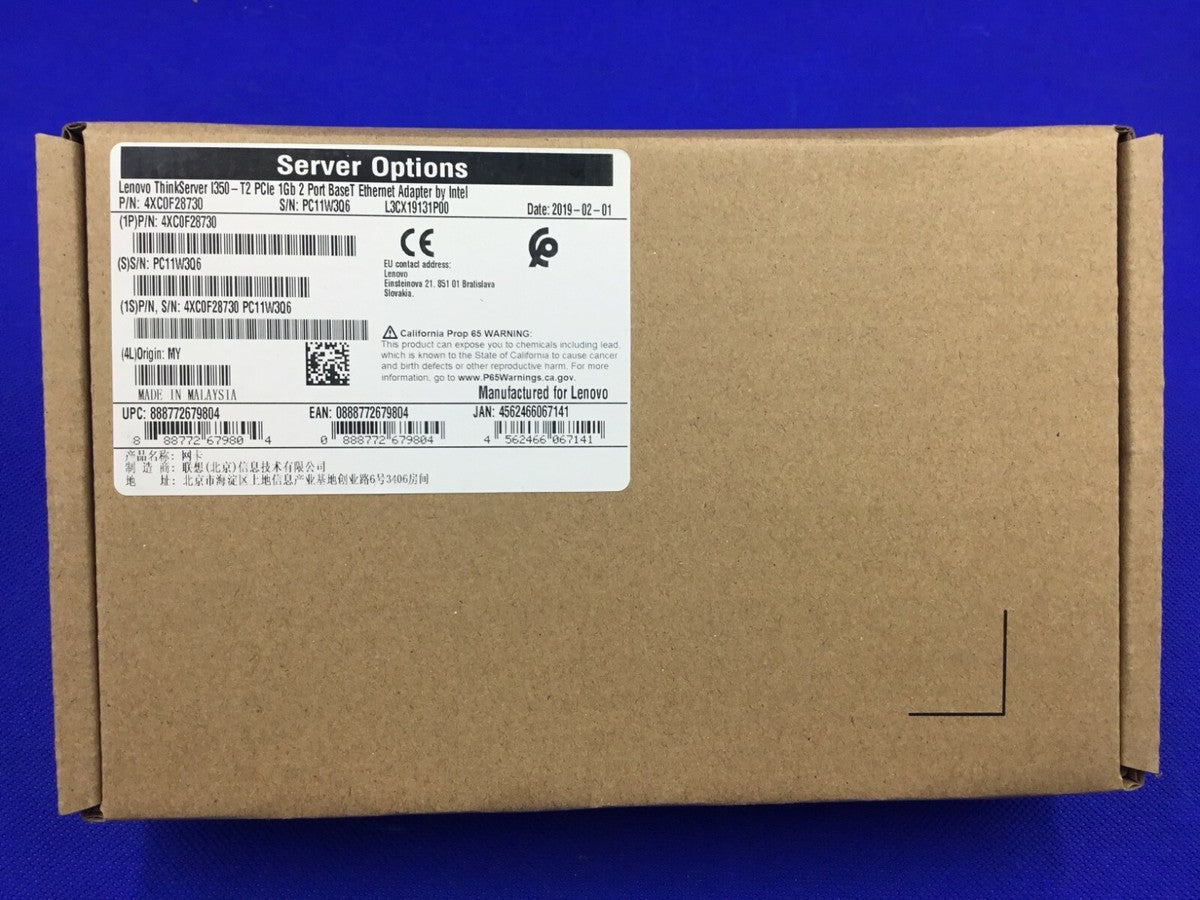 Server Options
Lenovo ThinkServer I350-T2 PCIe 1Gb 2 Port BaseT Ethernet Adapter by Intel
P/N: 4XC0F28730 S/N: PC11W3Q6 L3CX19131P00 Date: 2019-02-01
(1P)P/N: 4XC0F28730
(S)S/N: PC11W3Q6
(1S)P/N, S/N: 4XC0F28730 PC11W3Q6
(4L)Origin: MY
MADE IN MALAYSIA
CE
EU contact address:
Lenovo
Einsteinova 21. 851 01 Bratislava
Slovakia.
California Prop 65 WARNING:
This product can expose you to chemicals including lead,
which is known to the State of California to cause cancer
and birth defects or other reproductive harm. For more
information, go to www.P65Warnings.ca.gov.
Manufactured for Lenovo
UPC: 888772679804 EAN: 0888772679804 JAN: 4562466067141
8 88772 67980 4 0 888772 679804 4 562466 067141
产品名称: 网卡
制 造 商: 联想(北京)信息技术有限公司
地 址: 北京市海淀区上地信息产业基地创业路6号3406房间